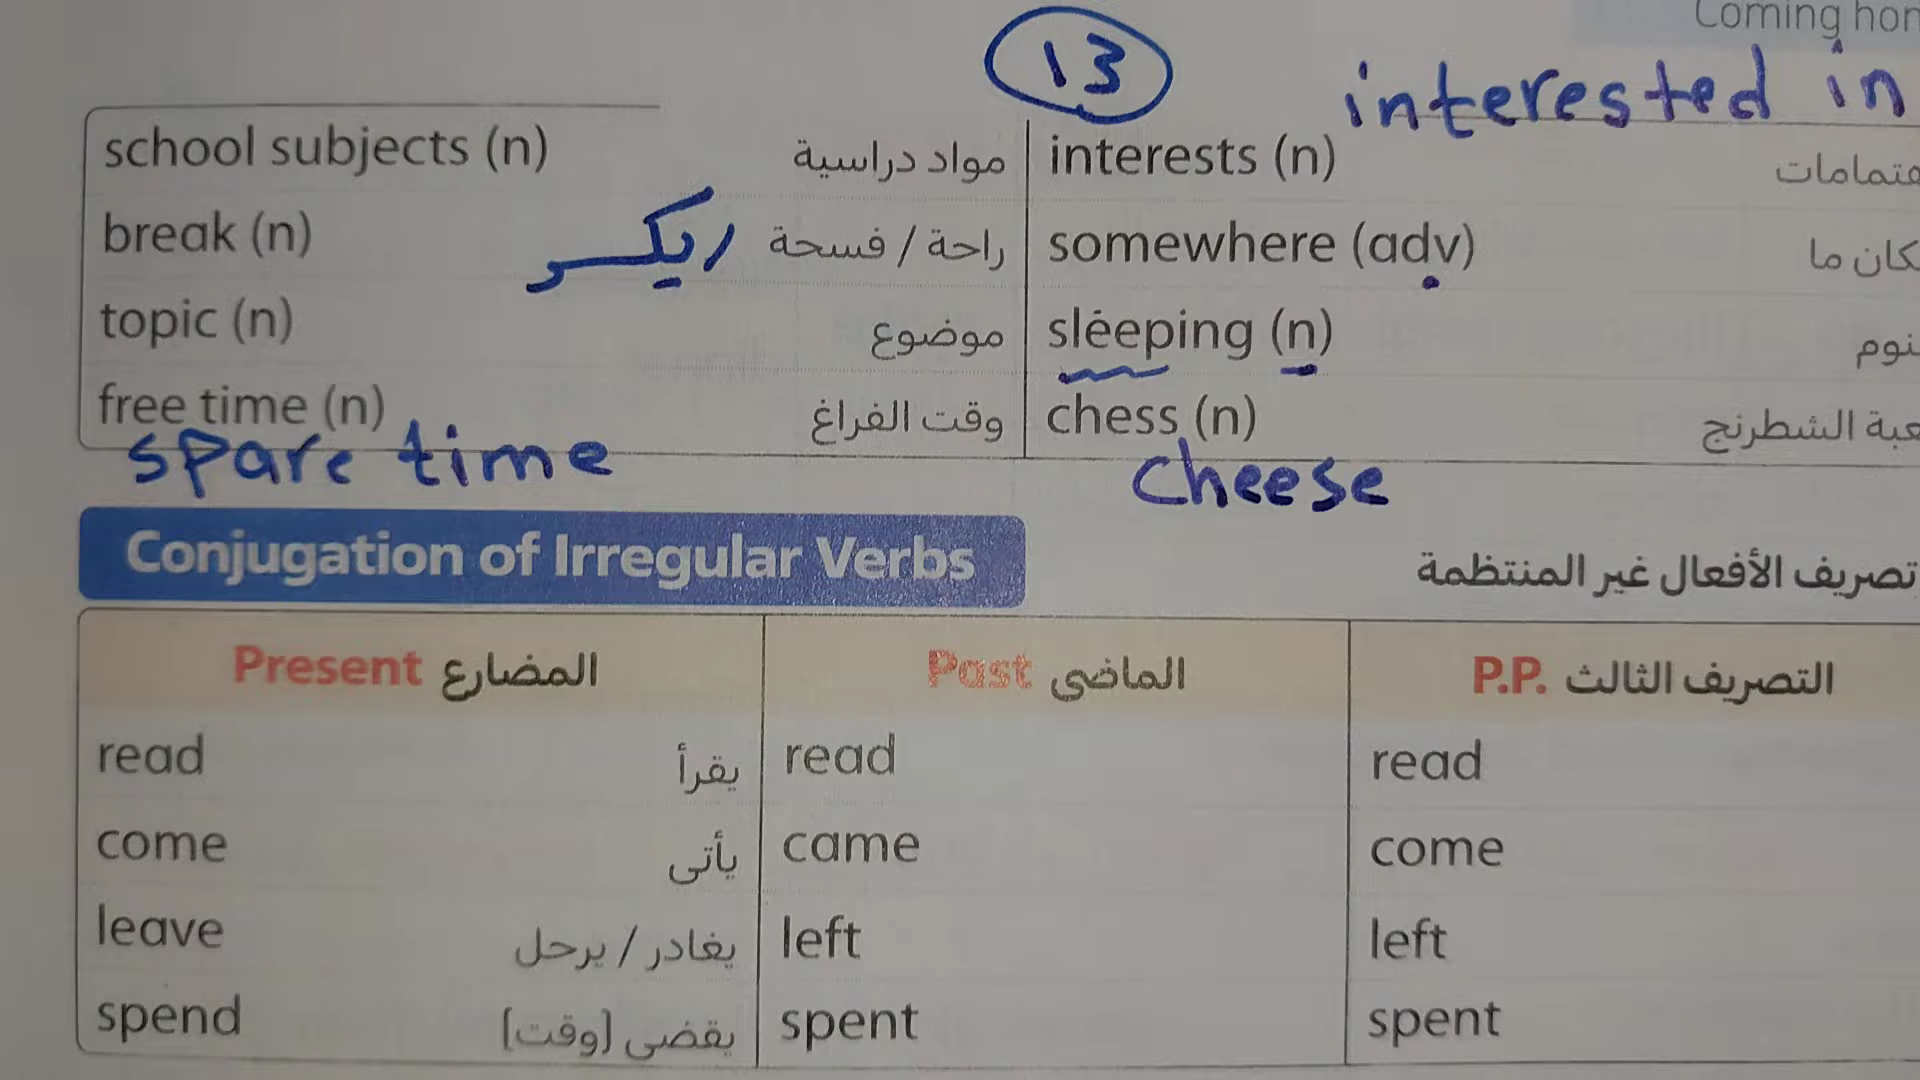 Coming hon
13
interested in
school subjects (n) مواد دراسية interests (n)
break (n) راحة / فسحة somewhere (adv) ما
topic (n) موضوع sleeping (n)
free time (n) وقت الفراغ chess (n) الشطرنج
spare time cheese
Conjugation of Irregular Verbs تصريف الأفعال غير المنتظمة
Present المضارع Past الماضى P.P. التصريف الثالث
read يقرأ read read
come يأتى came come
leave يغادر / يرحل left left
spend يقضى (وقت) spent spent